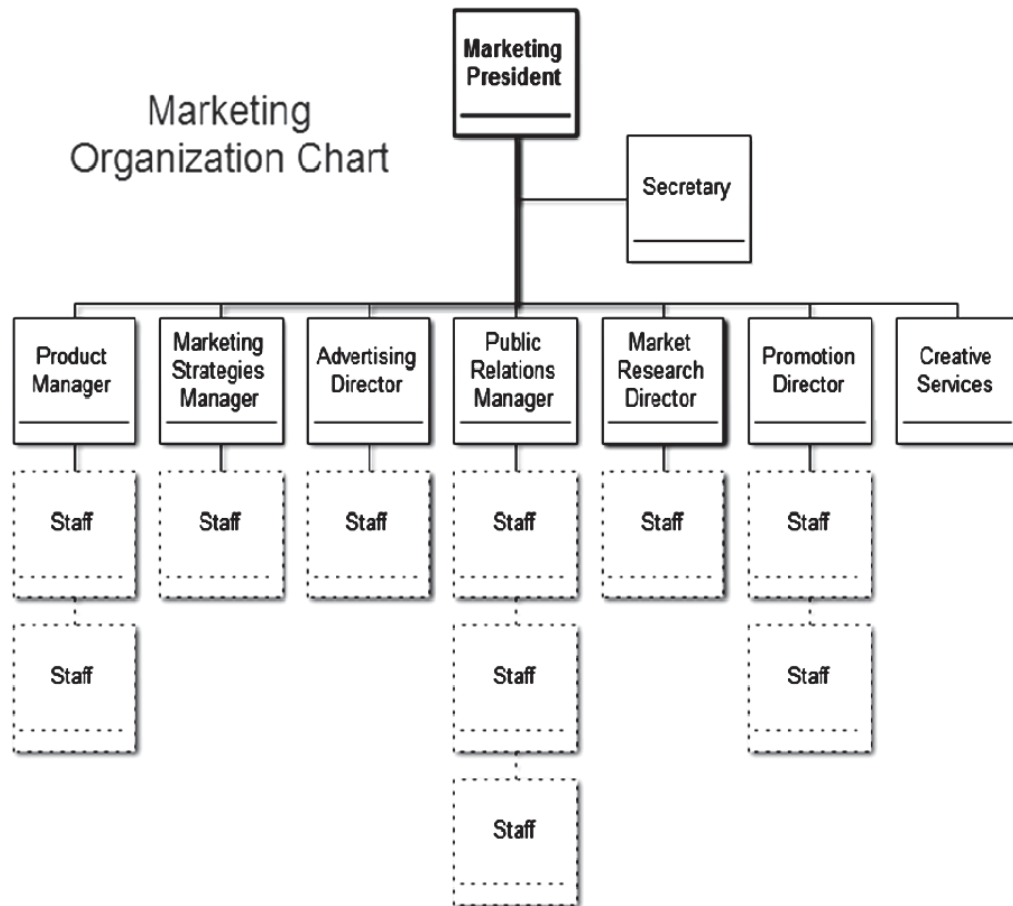 Marketing
President
Marketing
Organization Chart
Secretary
Product
Manager
Marketing
Strategies
Manager
Advertising
Director
Public
Relations
Manager
Market
Research
Director
Promotion
Director
Creative
Services
Staff
Staff
Staff
Staff
Staff
Staff
Staff
Staff
Staff
Staff